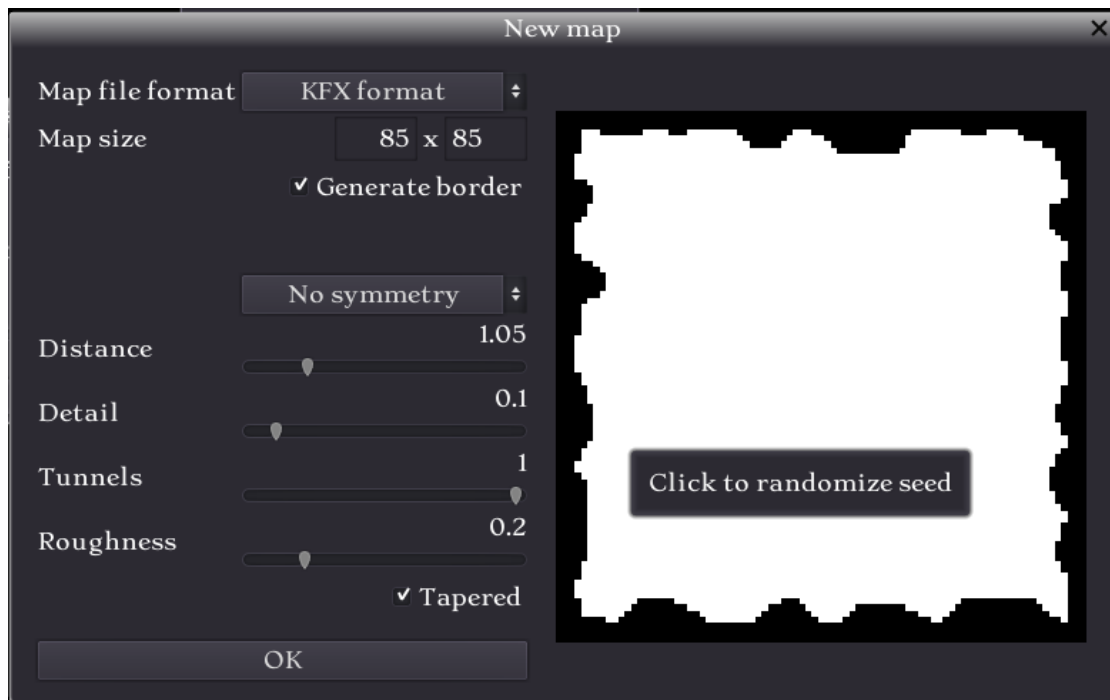 New map
Map file format KFX format
Map size 85 x 85
Generate border
No symmetry
Distance 1.05
Detail 0.1
Tunnels 1
Roughness 0.2
Tapered
OK
Click to randomize seed